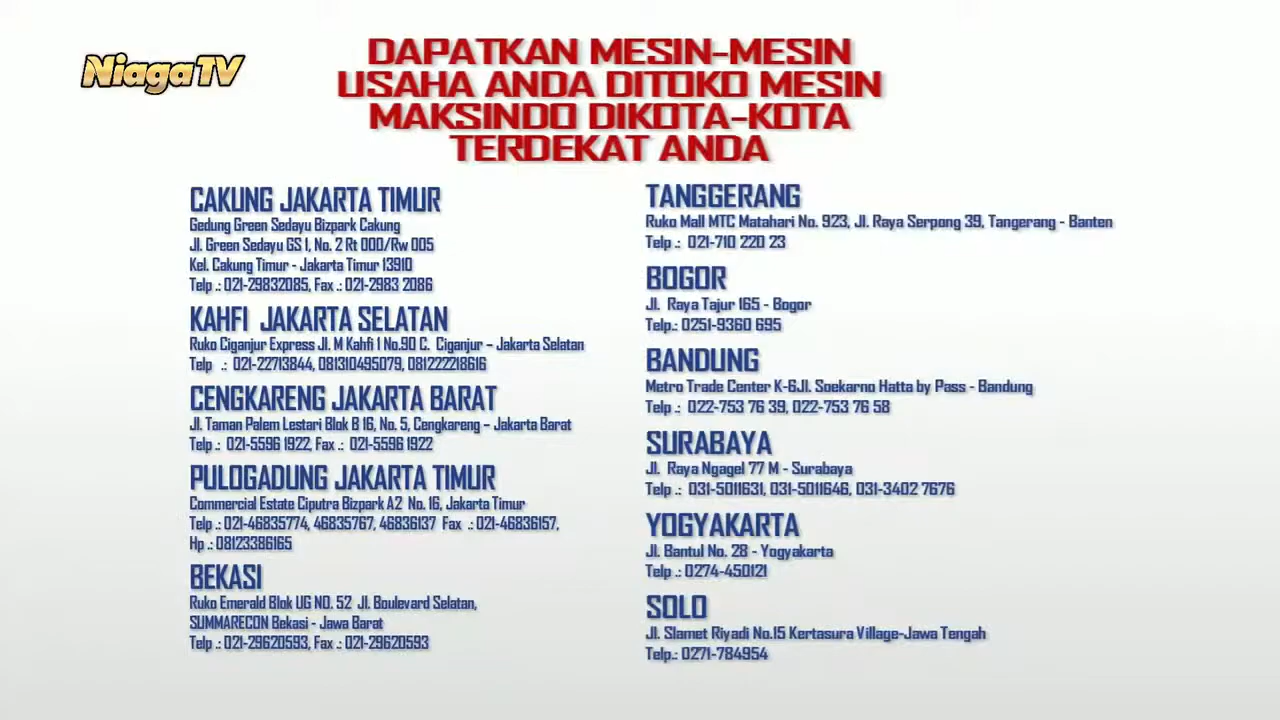 NiagaTV
DAPATKAN MESIN-MESIN
USAHA ANDA DITOKO MESIN
MAKSINDO DIKOTA-KOTA
TERDEKAT ANDA
CAKUNG JAKARTA TIMUR
Gedung Green Sedayu Bizpark Cakung
Jl. Green Sedayu GS 1, No. 2 Rt 000/Rw 005
Kel. Cakung Timur - Jakarta Timur 13910
Telp .: 021-29832085, Fax .: 021-2983 2086
KAHFI JAKARTA SELATAN
Ruko Ciganjur Express Jl. M Kahfi 1 No.90 C. Ciganjur – Jakarta Selatan
Telp .: 021-22713844, 081310495079, 081222218616
CENGKARENG JAKARTA BARAT
Jl. Taman Palem Lestari Blok B 16, No. 5, Cengkareng – Jakarta Barat
Telp .: 021-5596 1922, Fax .: 021-5596 1922
PULOGADUNG JAKARTA TIMUR
Commercial Estate Ciputra Bizpark A2 No. 16, Jakarta Timur
Telp .: 021-46835774, 46835767, 46836137 Fax .: 021-46836157,
Hp .: 08123386165
BEKASI
Ruko Emerald Blok UG NO. 52 Jl. Boulevard Selatan,
SUMMARECON Bekasi - Jawa Barat
Telp .: 021-29620593, Fax .: 021-29620593
TANGGERANG
Ruko Mall MTC Matahari No. 923, Jl. Raya Serpong 39, Tangerang - Banten
Telp .: 021-710 220 23
BOGOR
Jl. Raya Tajur 165 - Bogor
Telp.: 0251-9360 695
BANDUNG
Metro Trade Center K-6Jl. Soekarno Hatta by Pass - Bandung
Telp .: 022-753 76 39, 022-753 76 58
SURABAYA
Jl. Raya Ngagel 77 M - Surabaya
Telp .: 031-5011631, 031-5011646, 031-3402 7676
YOGYAKARTA
Jl. Bantul No. 28 - Yogyakarta
Telp .: 0274-450121
SOLO
Jl. Slamet Riyadi No.15 Kertasura Village-Jawa Tengah
Telp.: 0271-784954